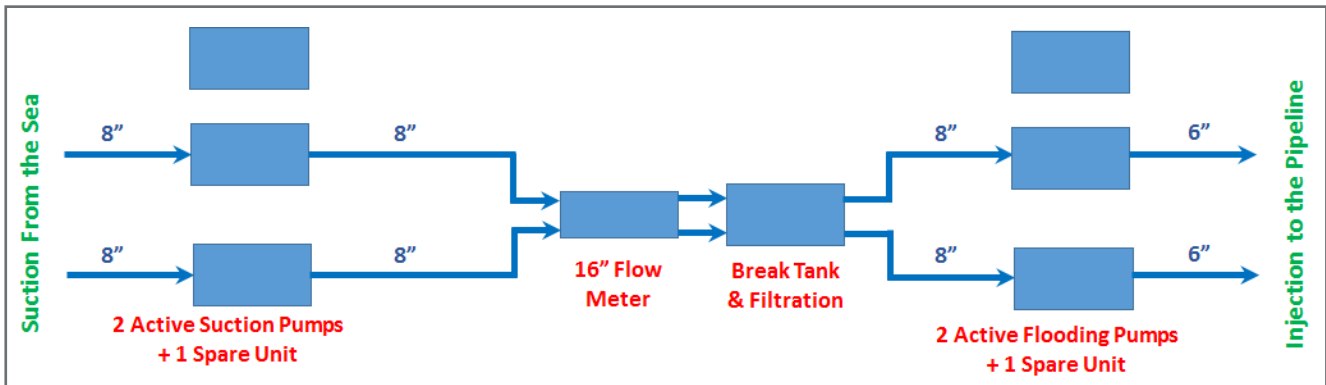 Suction From the Sea
8”
8”
8”
8”
2 Active Suction Pumps
+ 1 Spare Unit
16” Flow
Meter
Break Tank
& Filtration
8”
6”
8”
6”
2 Active Flooding Pumps
+ 1 Spare Unit
Injection to the Pipeline